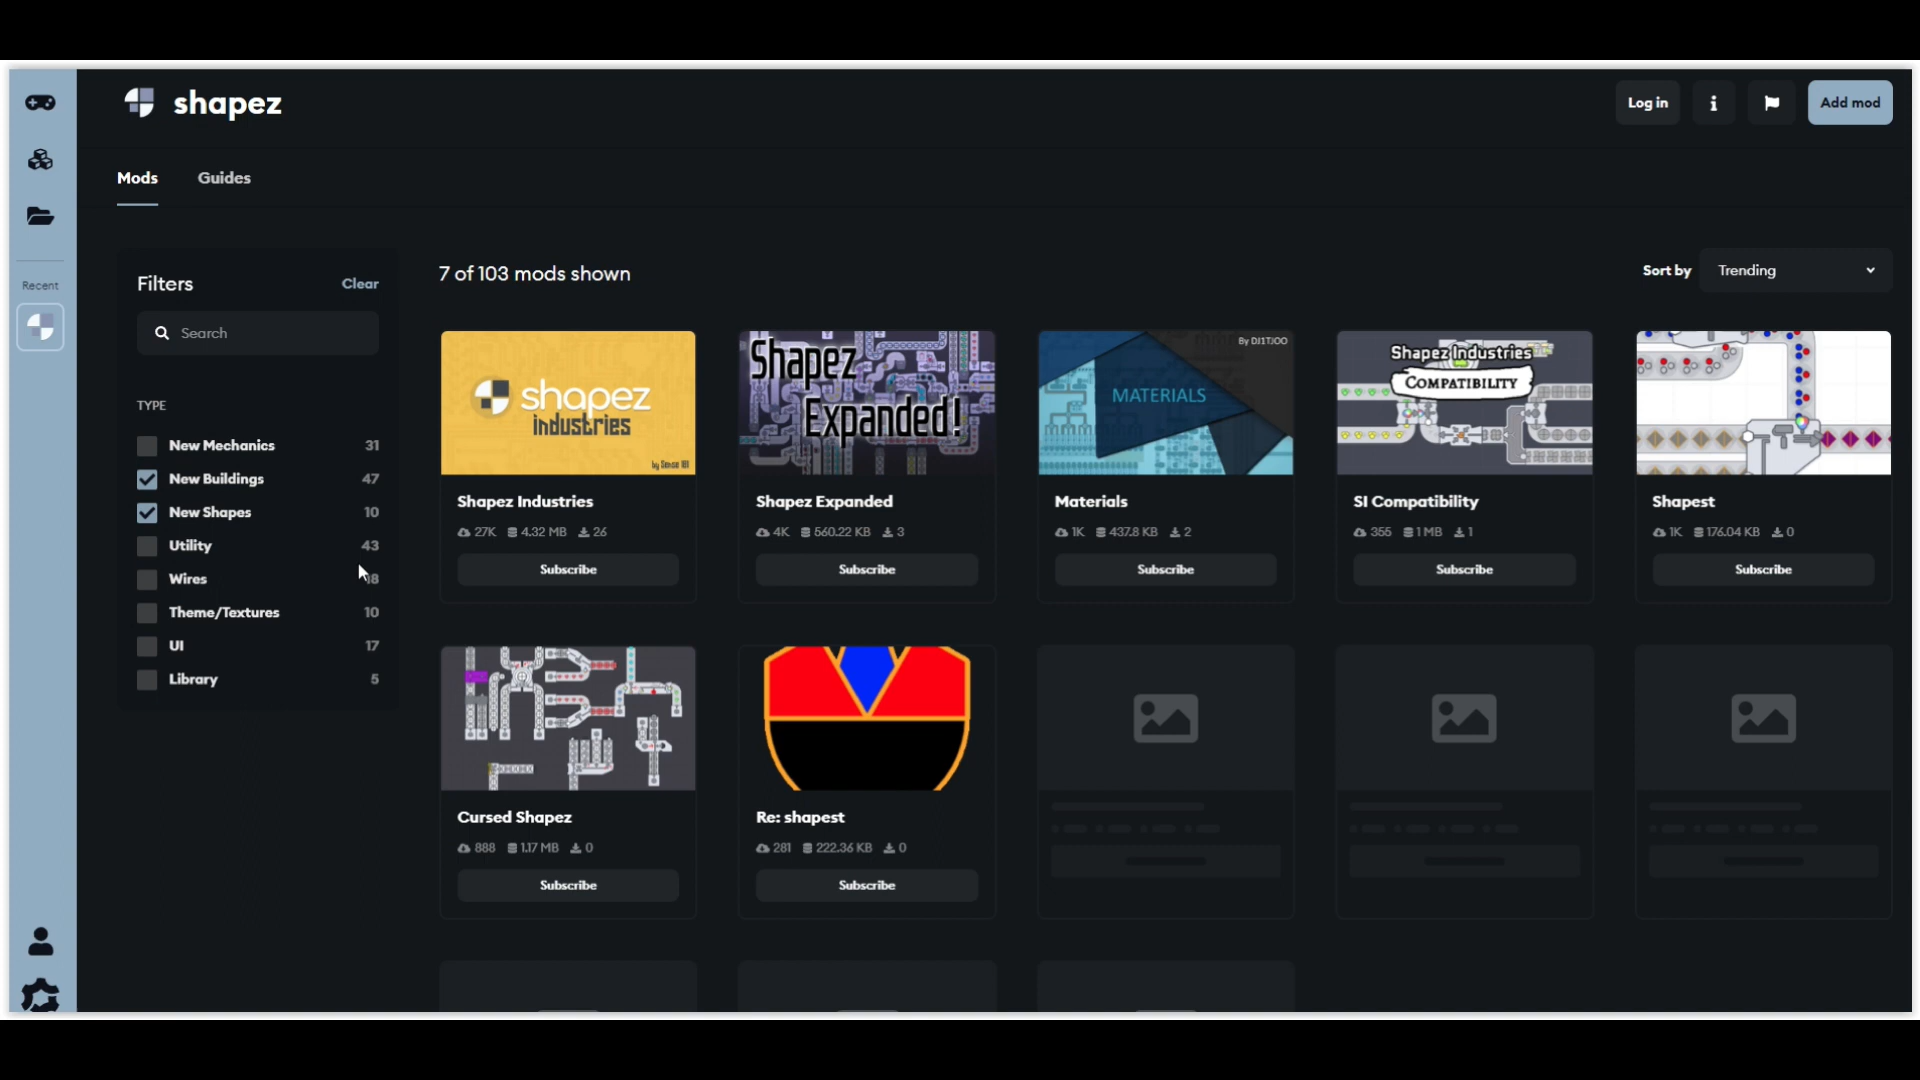 shapez
Log in
Add mod
Mods
Guides
Recent
Filters
Clear
Search
TYPE
New Mechanics 31
New Buildings 47
New Shapes 10
Utility 43
Wires 18
Theme/Textures 10
UI 17
Library 5
7 of 103 mods shown
Sort by Trending
shapez
industries
by Sense 101
Shapez Industries
27K 4.32 MB 26
Subscribe
Shapez
Expanded!
Shapez Expanded
4K 560.22 KB 3
Subscribe
By DJ1TJOO
MATERIALS
Materials
1K 437.8 KB 2
Subscribe
Shapez Industries
COMPATIBILITY
SI Compatibility
355 1 MB 1
Subscribe
Shapest
1K 176.04 KB 0
Subscribe
Cursed Shapez
888 1.17 MB 0
Subscribe
Re: shapest
281 222.36 KB 0
Subscribe